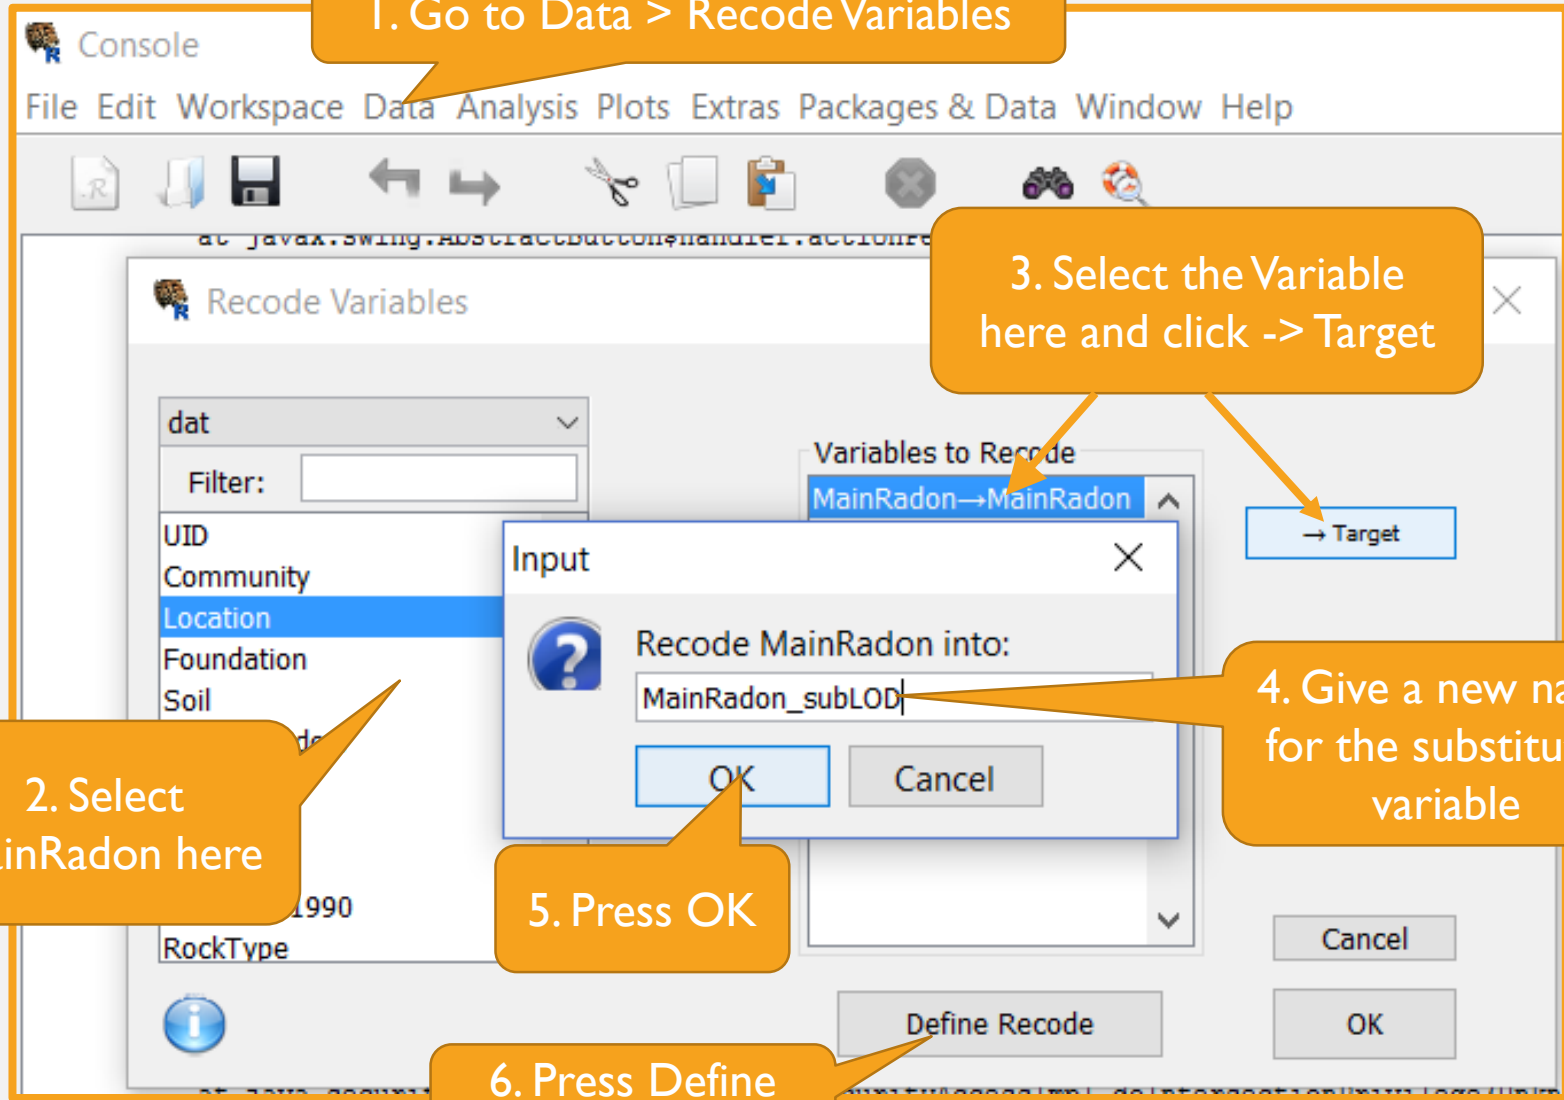 1. Go to Data > Recode Variables
Console
File Edit Workspace Data Analysis Plots Extras Packages & Data Window Help
.R
3. Select the Variable
here and click -> Target
Recode Variables
dat
Filter:
Variables to Recode
MainRadon→MainRadon
→ Target
UID
Community
Location
Foundation
Soil
1990
RockType
Input
Recode MainRadon into:
MainRadon_subLOD
OK Cancel
4. Give a new
for the
variable
2. Select
here
5. Press OK
Cancel
Define Recode
OK
6. Press Define